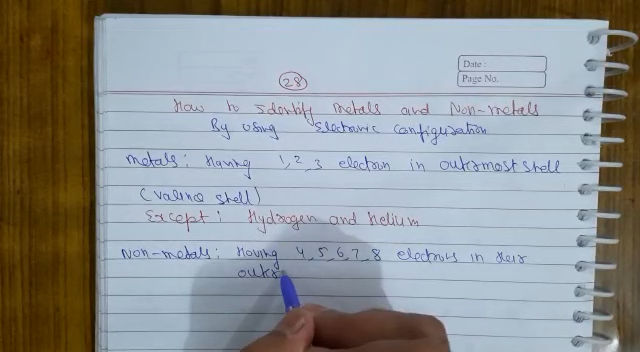 Date :
Page No.
28
How to Identify Metals and Non-metals
By using Electronic Configuration
Metals: Having 1,2,3 electron in outermost shell
(Valince shell)
Except: Hydrogen and Helium
Non-metals: Having 4,5,6,7,8 electrons in their
outer